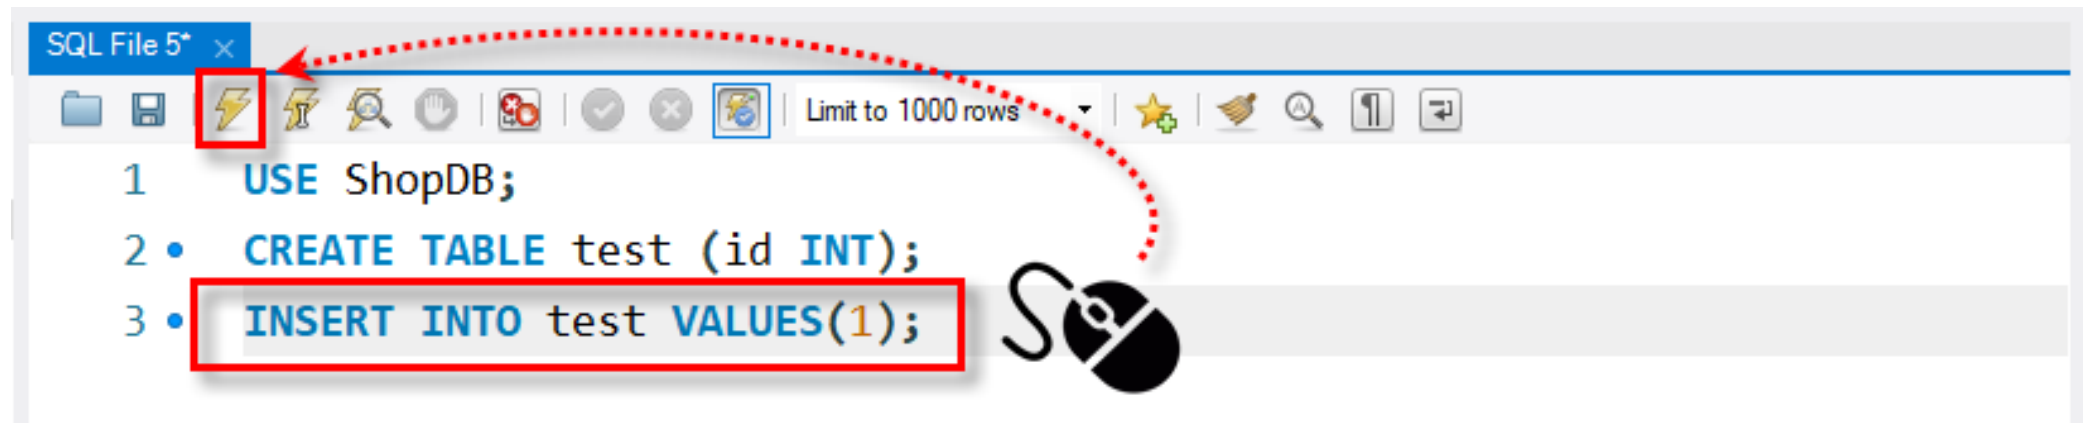 SQL File 5*
Limit to 1000 rows
1 USE ShopDB;
2 CREATE TABLE test (id INT);
3 INSERT INTO test VALUES(1);